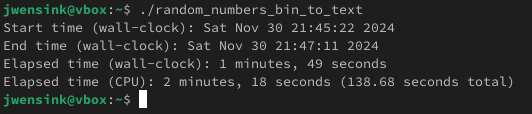 jwensink@vbox:~$ ./random_numbers_bin_to_text
Start time (wall-clock): Sat Nov 30 21:45:22 2024
End time (wall-clock): Sat Nov 30 21:47:11 2024
Elapsed time (wall-clock): 1 minutes, 49 seconds
Elapsed time (CPU): 2 minutes, 18 seconds (138.68 seconds total)
jwensink@vbox:~$